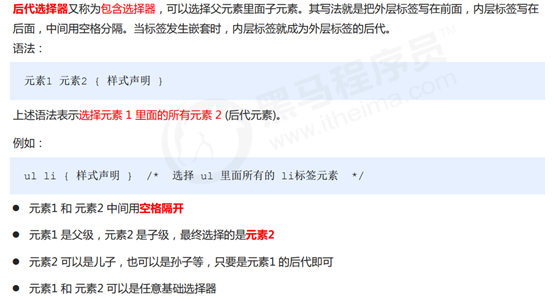 后代选择器又称为包含选择器，可以选择父元素里面子元素。其写法就是把外层标签写在前面，内层标签写在
后面，中间用空格分隔。当标签发生嵌套时，内层标签就成为外层标签的后代。
语法：
元素1 元素2 { 样式声明 }
上述语法表示选择元素 1 里面的所有元素 2 (后代元素)。
例如：
ul li { 样式声明 } /* 选择 ul 里面所有的 li标签元素 */
● 元素1 和 元素2 中间用空格隔开
● 元素1 是父级，元素2 是子级，最终选择的是元素2
● 元素2 可以是儿子，也可以是孙子等，只要是元素1 的后代即可
● 元素1 和 元素2 可以是任意基础选择器
黑马程序员™
www.itheima.com